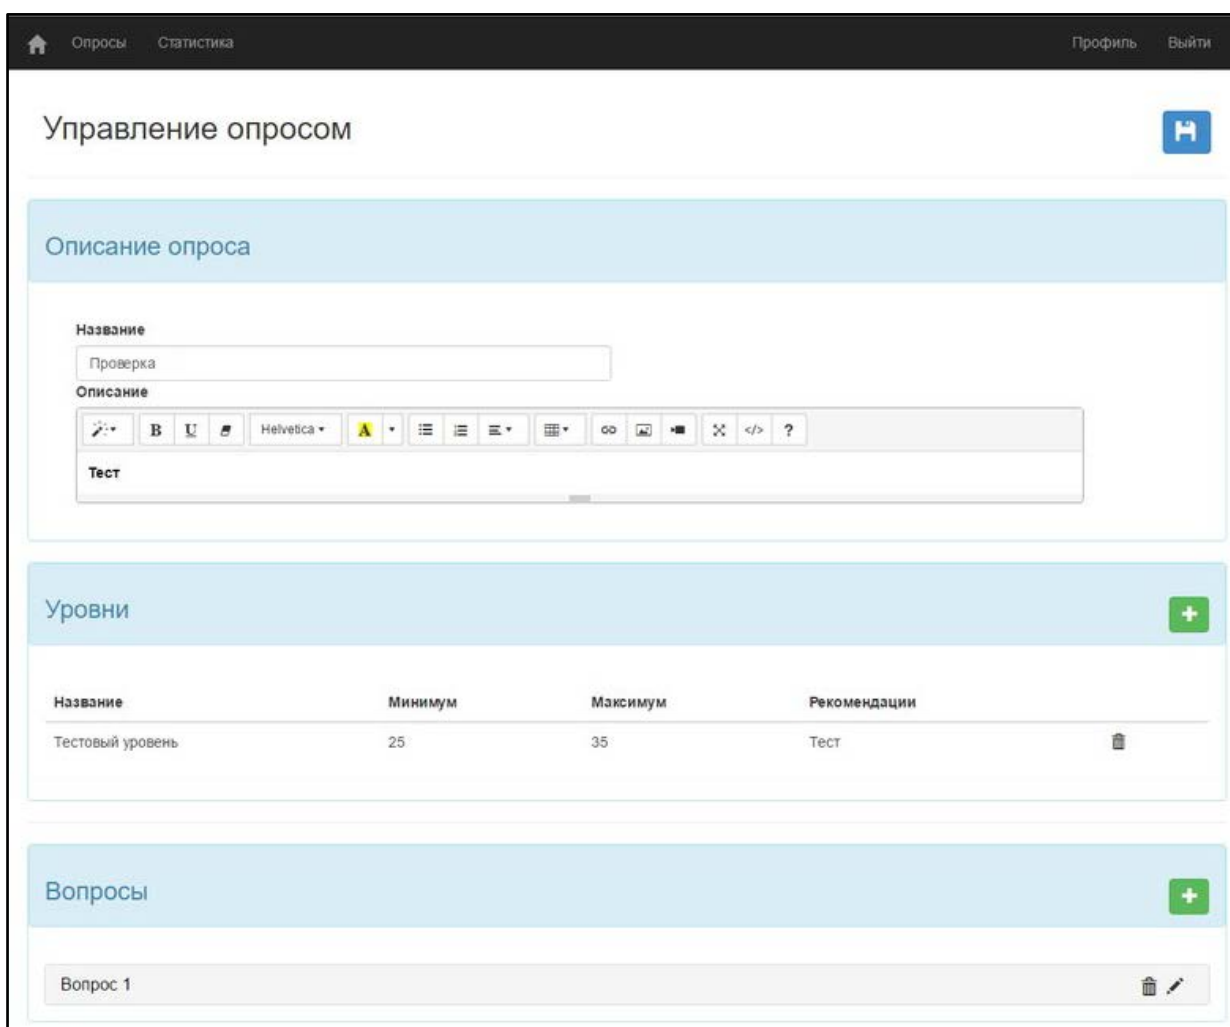 Опросы Статистика Профиль Выйти
Управление опросом
Описание опроса
Название
Проверка
Описание
B U Helvetica A </> ?
Тест
Уровни
Название Минимум Максимум Рекомендации
Тестовый уровень 25 35 Тест
Вопросы
Вопрос 1